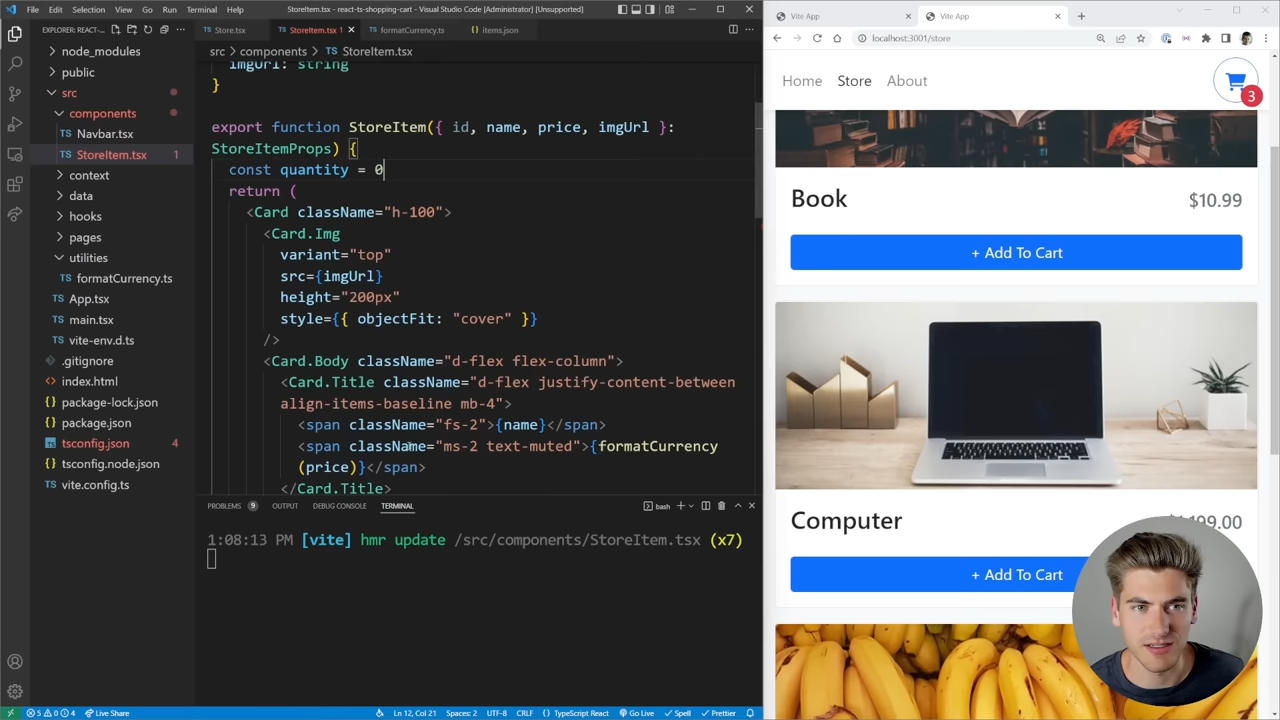 File Edit Selection View Go Run Terminal Help
StoreItem.tsx - react-ts-shopping-cart - Visual Studio Code [Administrator] [Unsupported]
EXPLORER: REACT-...
node_modules
public
src
components
Navbar.tsx
StoreItem.tsx 1
context
data
hooks
pages
utilities
formatCurrency.ts
App.tsx
main.tsx
vite-env.d.ts
.gitignore
index.html
package-lock.json
package.json
tsconfig.json 4
tsconfig.node.json
vite.config.ts
Store.tsx
StoreItem.tsx 1
formatCurrency.ts
items.json
src > components > StoreItem.tsx
imgUrl: string
}
export function StoreItem({ id, name, price, imgUrl }:
StoreItemProps) {
const quantity = 0
return (
<Card className="h-100">
<Card.Img
variant="top"
src={imgUrl}
height="200px"
style={{ objectFit: "cover" }}
/>
<Card.Body className="d-flex flex-column">
<Card.Title className="d-flex justify-content-between
align-items-baseline mb-4">
<span className="fs-2">{name}</span>
<span className="ms-2 text-muted">{formatCurrency
(price)}</span>
</Card.Title>
PROBLEMS 9 OUTPUT DEBUG CONSOLE TERMINAL
bash
1:08:13 PM [vite] hmr update /src/components/StoreItem.tsx (x7)
5 0 4 Live Share
Ln 12, Col 21 Spaces: 2 UTF-8 CRLF TypeScript React Go Live Spell Prettier
Vite App
Vite App
localhost:3001/store
Home Store About
3
Book $10.99
+ Add To Cart
Computer
+ Add To Cart